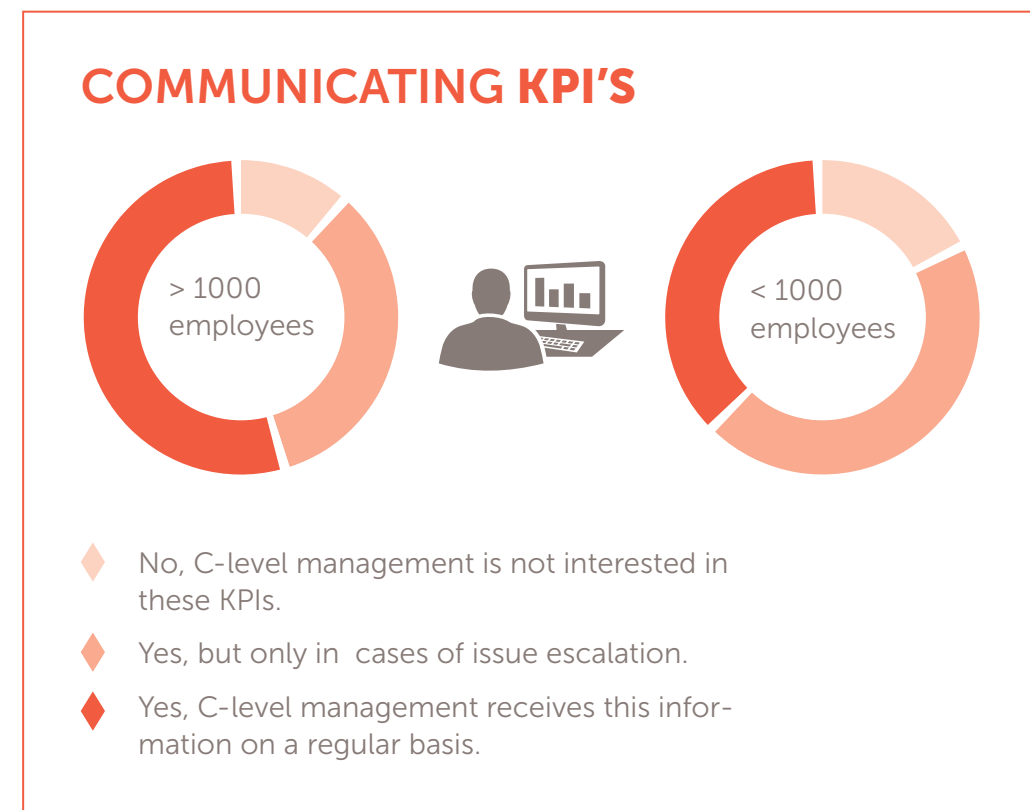 COMMUNICATING KPI'S
> 1000
employees
< 1000
employees
No, C-level management is not interested in
these KPIs.
Yes, but only in  cases of issue escalation.
Yes, C-level management receives this infor-
mation on a regular basis.